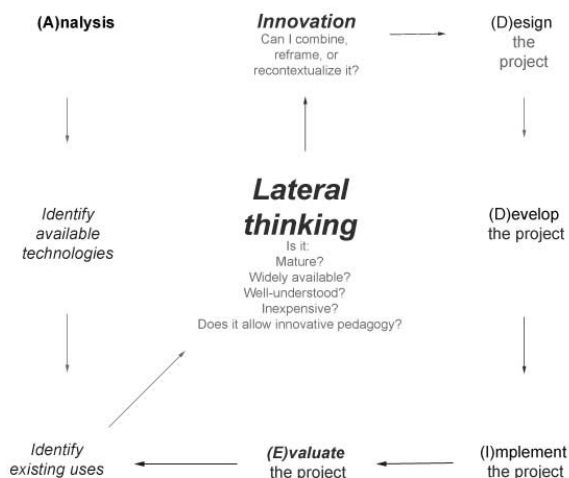 (A)nalysis
Innovation
Can I combine,
reframe, or
recontextualize it?
(D)esign
the
project
Identify
available
technologies
Lateral
thinking
Is it:
Mature?
Widely available?
Well-understood?
Inexpensive?
Does it allow innovative pedagogy?
(D)evelop
the project
Identify
existing uses
(E)valuate
the project
(I)mplement
the project